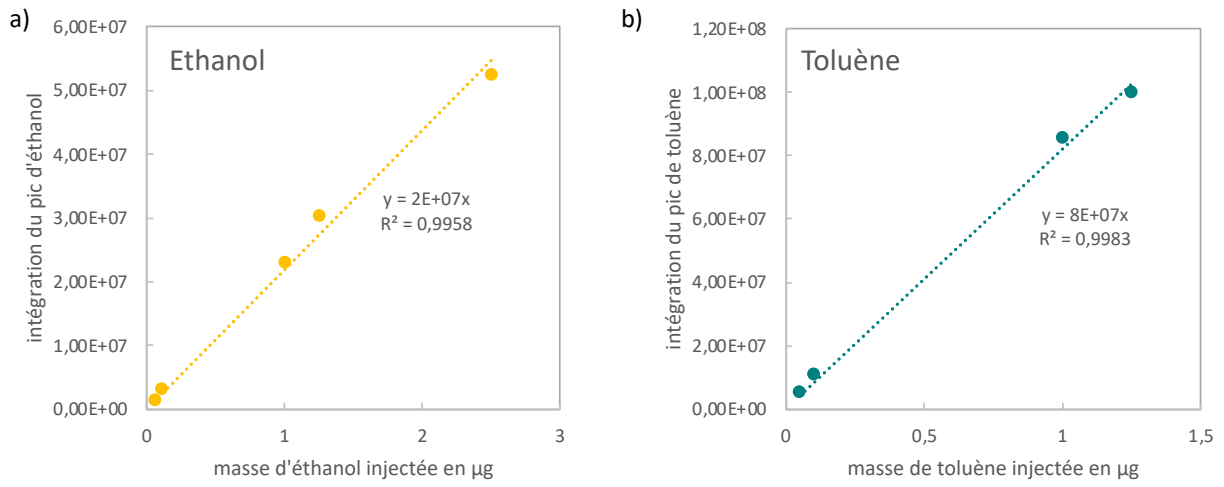 a)
Ethanol
6,00E+07
5,00E+07
4,00E+07
3,00E+07
2,00E+07
1,00E+07
0,00E+00
intégration du pic d'éthanol
y = 2E+07x
R² = 0,9958
0
1
2
3
masse d'éthanol injectée en µg
b)
Toluène
1,20E+08
1,00E+08
8,00E+07
6,00E+07
4,00E+07
2,00E+07
0,00E+00
intégration du pic de toluène
y = 8E+07x
R² = 0,9983
0
0,5
1
1,5
masse de toluène injectée en µg